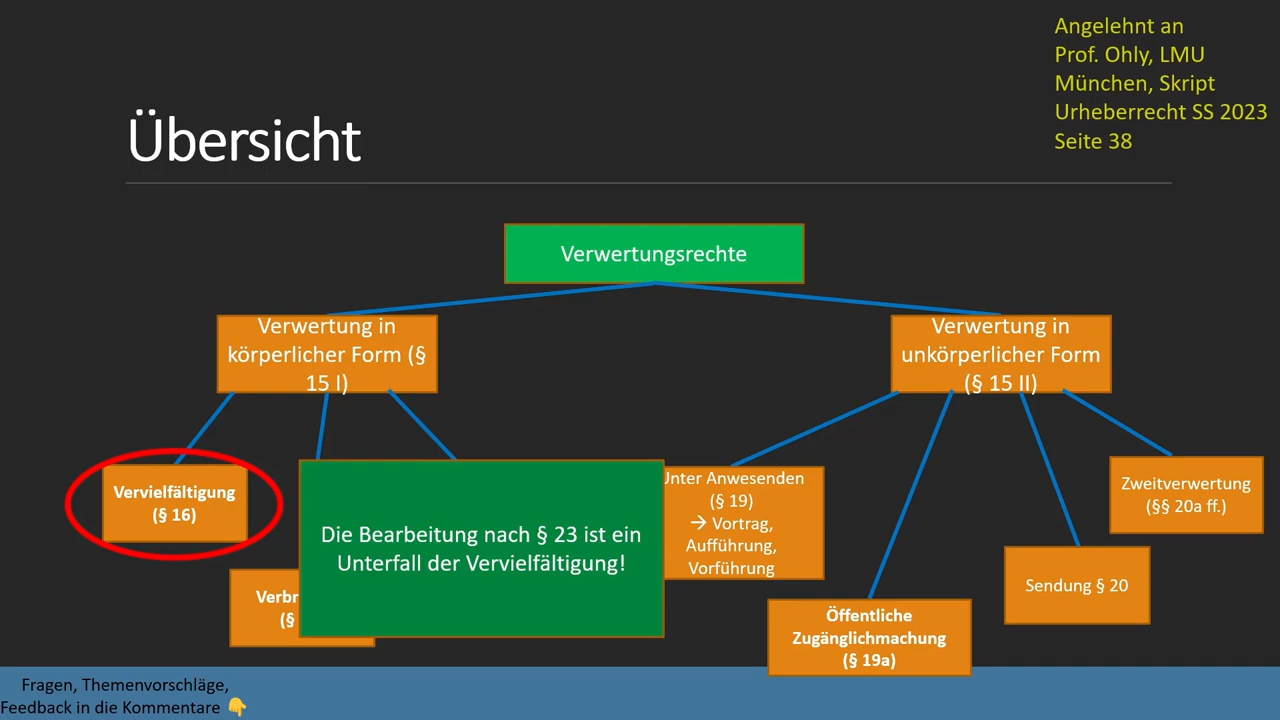 Angelehnt an
Prof. Ohly, LMU
München, Skript
Urheberrecht SS 2023
Seite 38
Übersicht
Verwertungsrechte
Verwertung in
körperlicher Form (§
15 I)
Verwertung in
unkörperlicher Form
(§ 15 II)
Vervielfältigung
(§ 16)
Die Bearbeitung nach § 23 ist ein
Unterfall der Vervielfältigung!
Unter Anwesenden
(§ 19)
→ Vortrag,
Aufführung,
Vorführung
Zweitverwertung
(§§ 20a ff.)
Sendung § 20
(§
Öffentliche
Zugänglichmachung
(§ 19a)
Fragen, Themenvorschläge,
Feedback in die Kommentare 👇